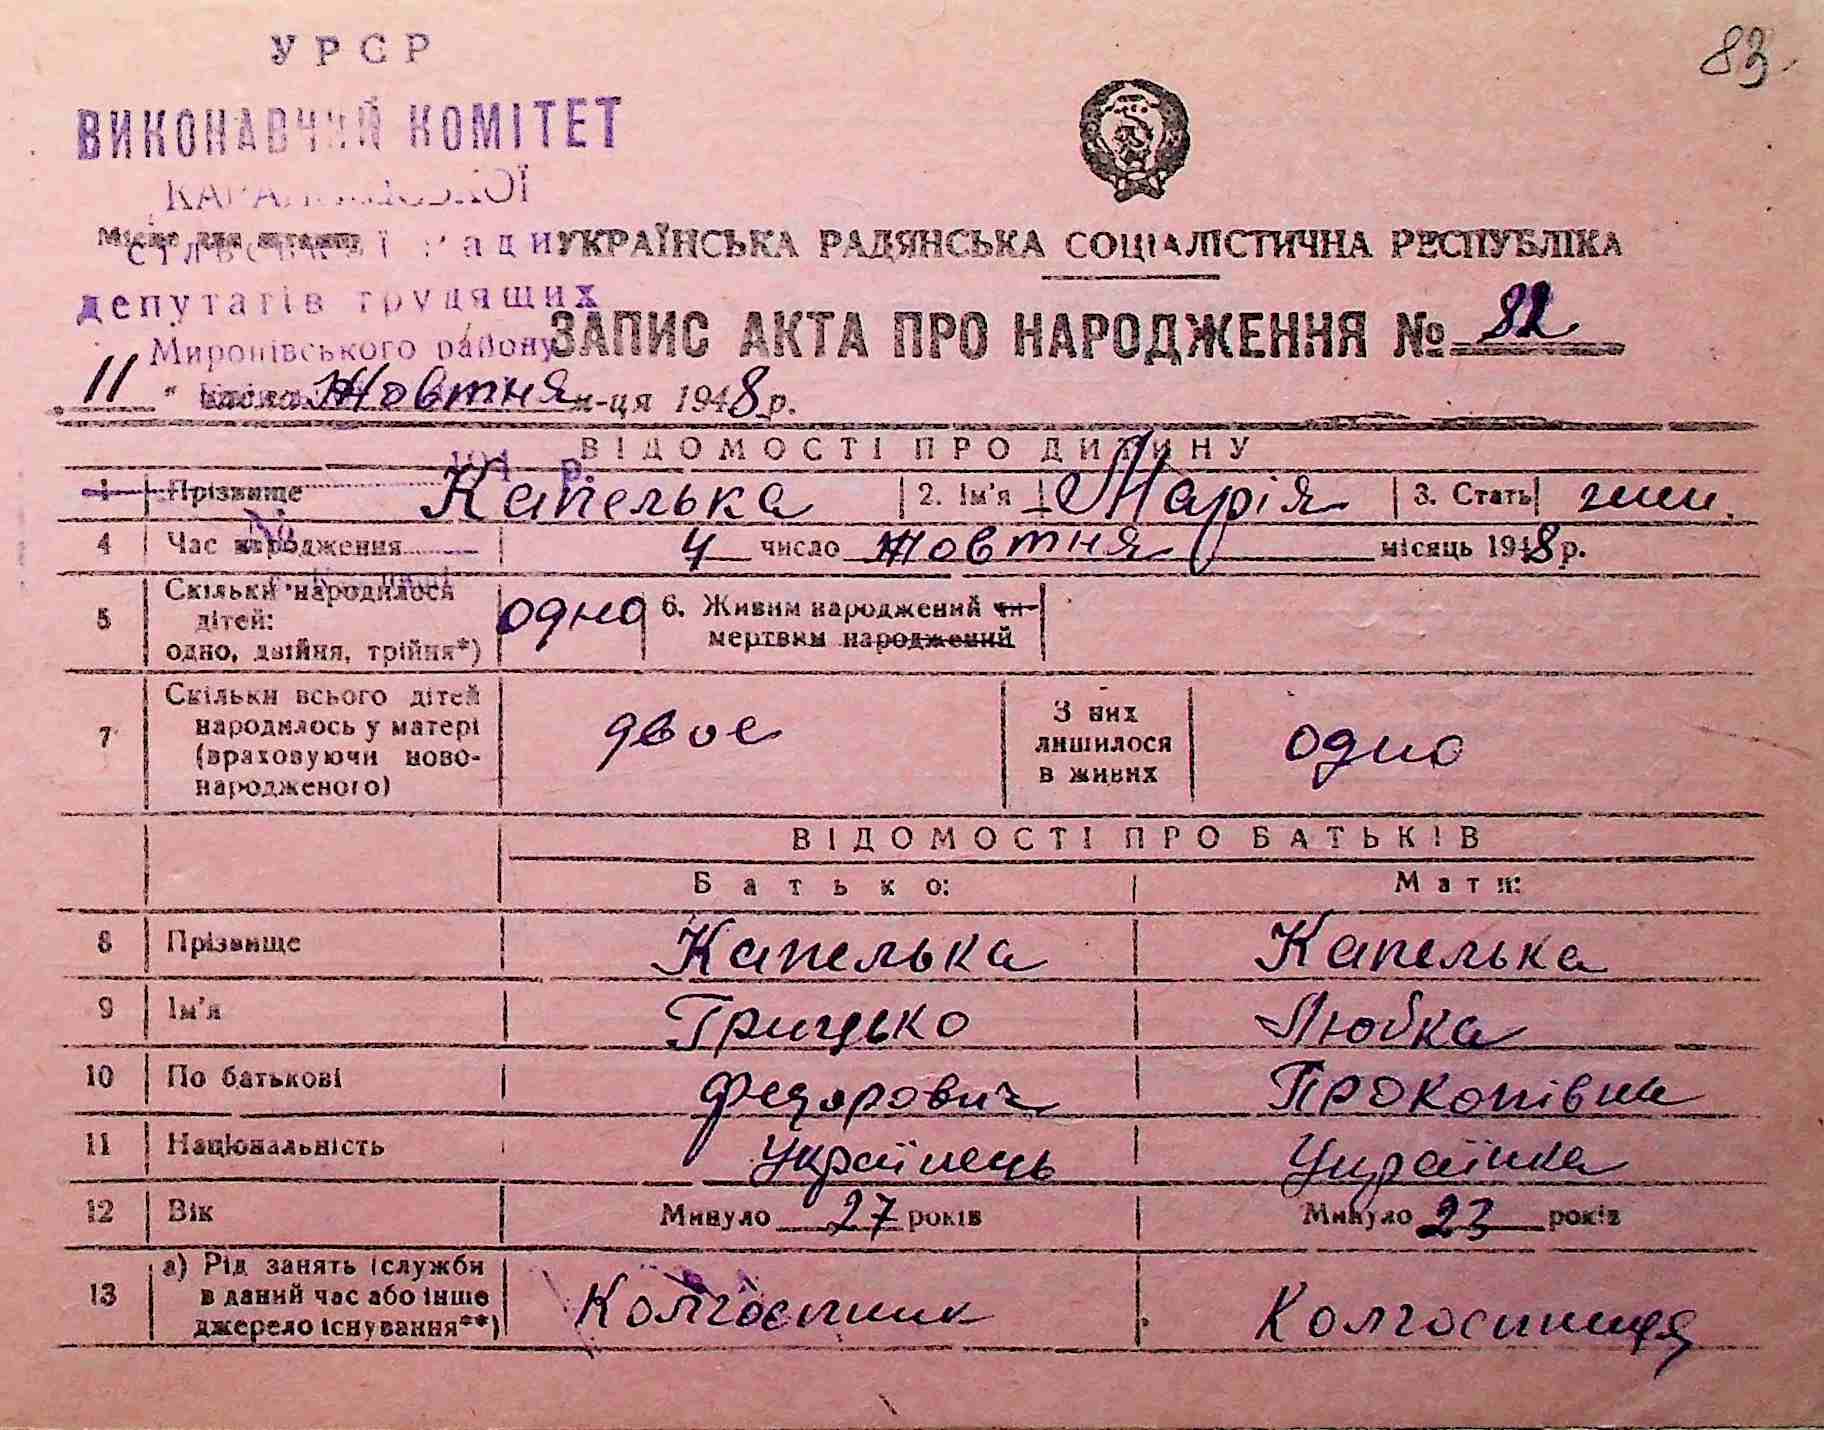 83.
УРСР
ВИКОНАВЧИЙ КОМІТЕТ
Місце для штампу
УКРАЇНСЬКА РАДЯНСЬКА СОЦІАЛІСТИЧНА РЕСПУБЛІКА
депутатів трудящих
Миронівського району
ЗАПИС АКТА ПРО НАРОДЖЕННЯ № 82
11 " числа Жовтня м-ця 1948 р.
ВІДОМОСТІ ПРО ДИТИНУ
1 Прізвище Капелька 2. Ім'я Марія 3. Стать жин.
4 Час народження 4 число Жовтня місяць 1948 р.
5 Скільки народилося дітей: одно, двійня, трійня*) одно 6. Живим народжений чи мертвим народжений
7 Скільки всього дітей народилось у матері (враховуючи новонародженого) двоє З них лишилося в живих одно
ВІДОМОСТІ ПРО БАТЬКІВ
Батько: Мати:
8 Прізвище Капелька Капелька
9 Ім'я Грицько Любка
10 По батькові Федорович Прокопівна
11 Національність Українець Українка
12 Вік Минуло 27 років Минуло 23 років
13 а) Рід занять (служби в даний час або інше джерело існування**) Колгоспник Колгоспниця